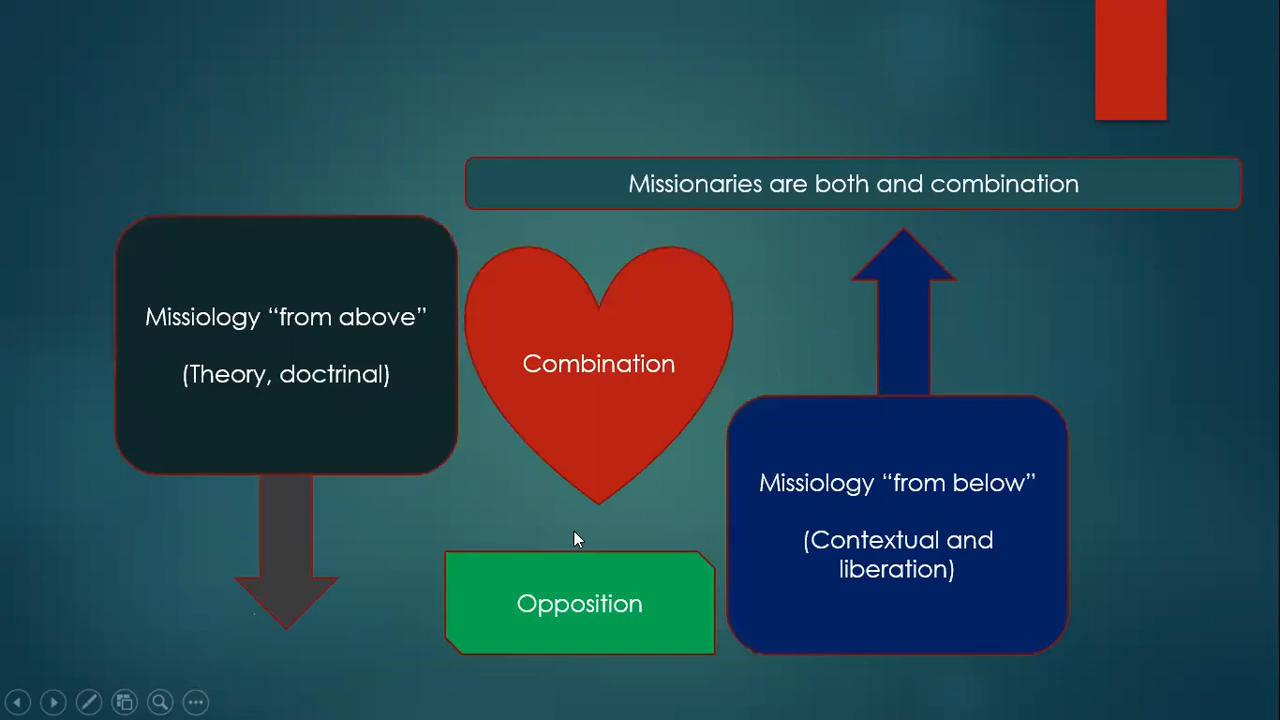 Missionaries are both and combination
Missiology “from above”
(Theory, doctrinal)
Combination
Missiology “from below”
(Contextual and
liberation)
Opposition